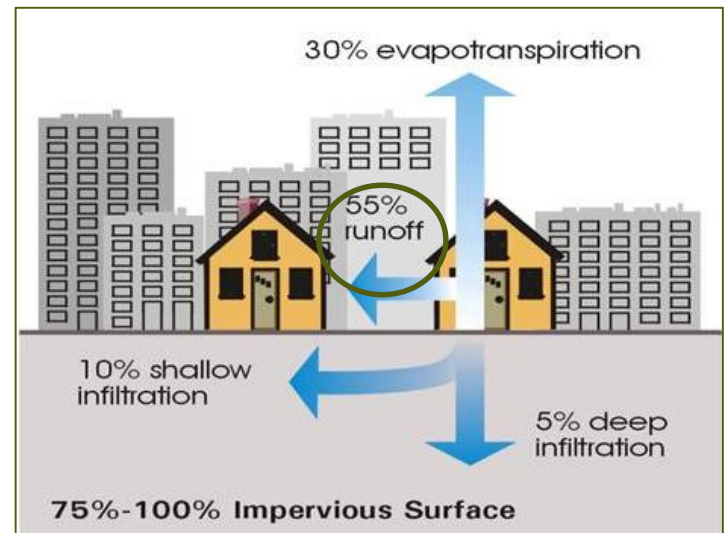 30% evapotranspiration
55%
runoff
10% shallow
infiltration
5% deep
infiltration
75%-100% Impervious Surface